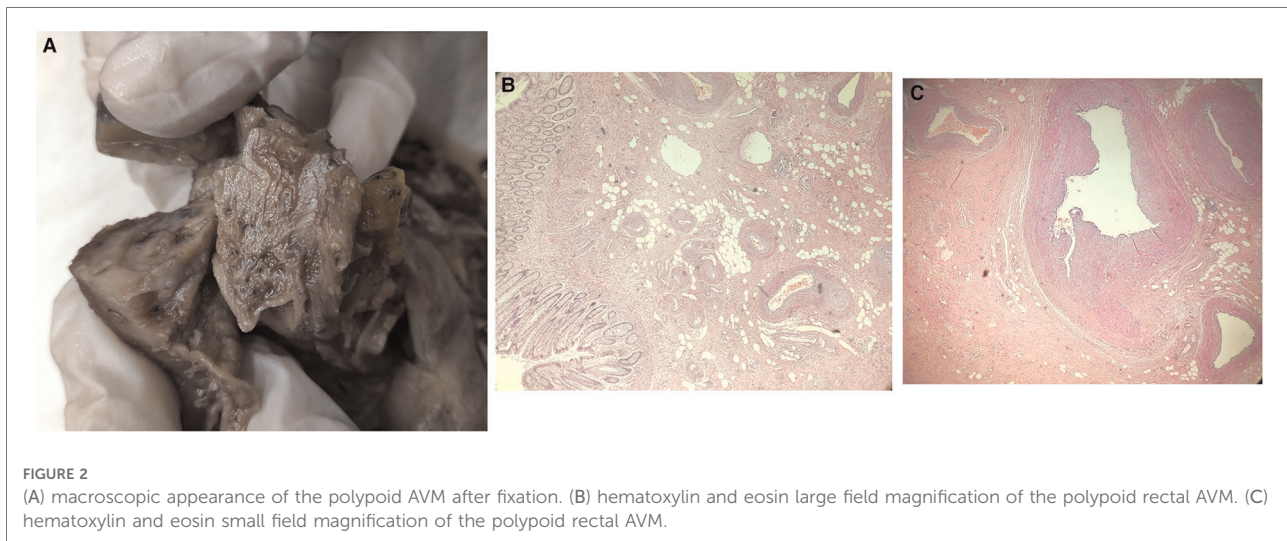 A
B
C
FIGURE 2
(A) macroscopic appearance of the polypoid AVM after fixation. (B) hematoxylin and eosin large field magnification of the polypoid rectal AVM. (C)
hematoxylin and eosin small field magnification of the polypoid rectal AVM.